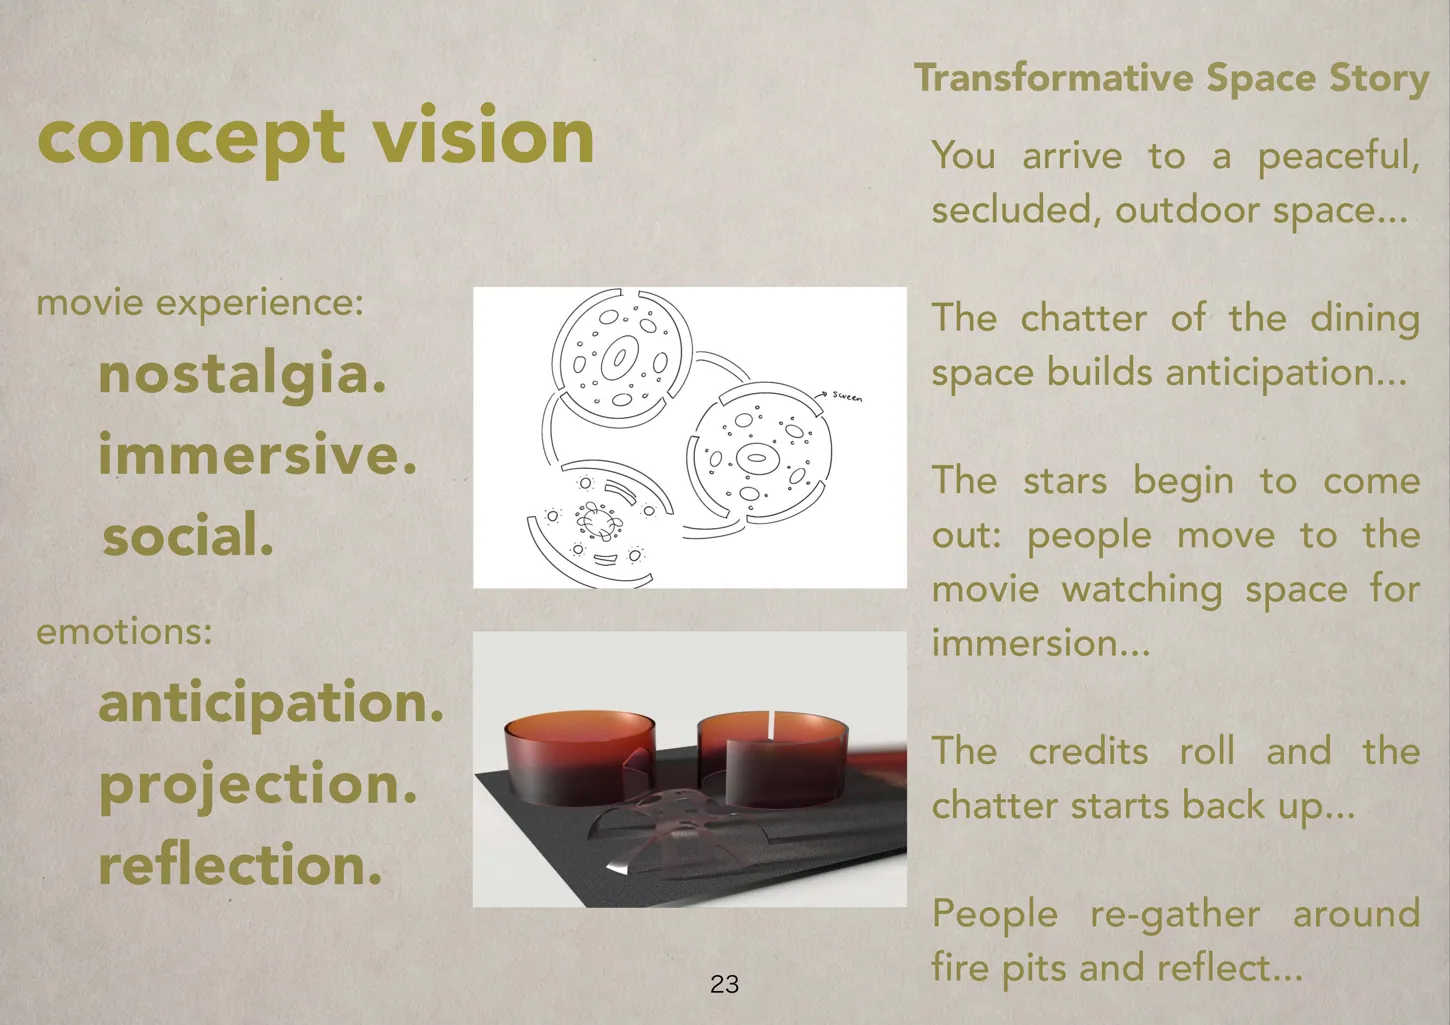 concept vision
movie experience:
nostalgia.
immersive.
social.
emotions:
anticipation.
projection.
reflection.
screen
Transformative Space Story
You arrive to a peaceful,
secluded, outdoor space...
The chatter of the dining
space builds anticipation...
The stars begin to come
out: people move to the
movie watching space for
immersion...
The credits roll and the
chatter starts back up...
People re-gather around
fire pits and reflect...
23